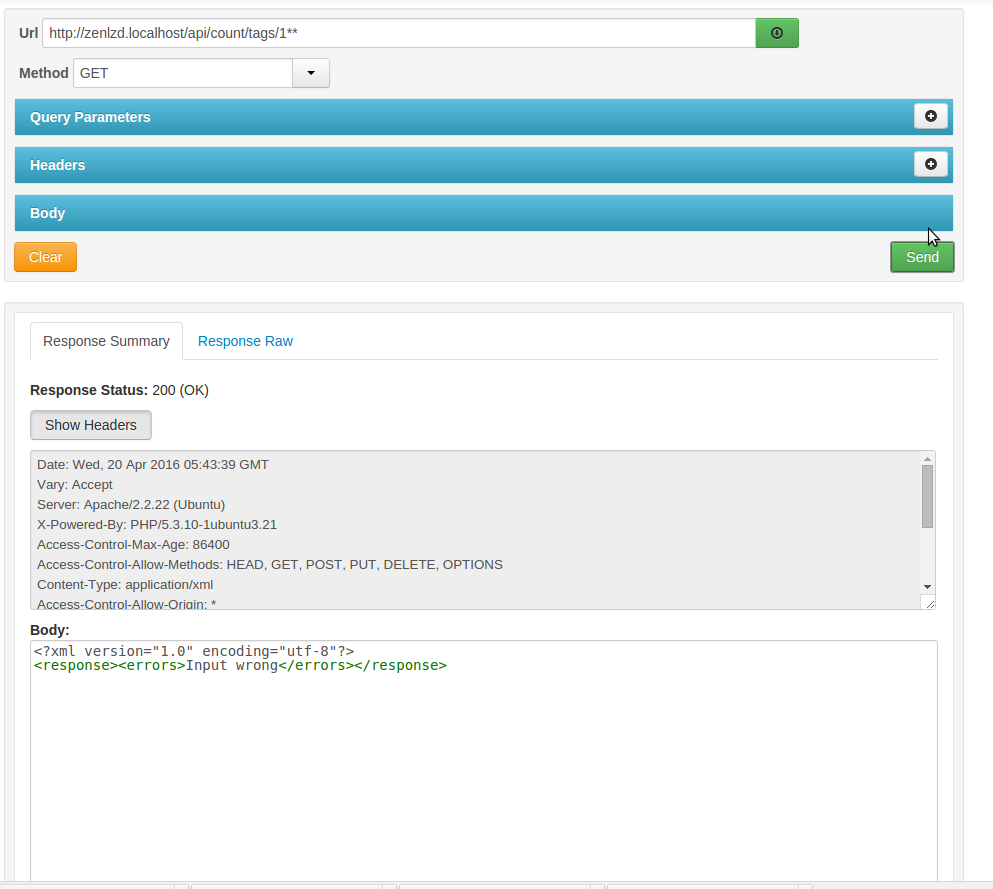 Url http://zenlzd.localhost/api/count/tags/1**
Method GET
Query Parameters
Headers
Body
Clear Send
Response Summary Response Raw
Response Status: 200 (OK)
Show Headers
Date: Wed, 20 Apr 2016 05:43:39 GMT
Vary: Accept
Server: Apache/2.2.22 (Ubuntu)
X-Powered-By: PHP/5.3.10-1ubuntu3.21
Access-Control-Max-Age: 86400
Access-Control-Allow-Methods: HEAD, GET, POST, PUT, DELETE, OPTIONS
Content-Type: application/xml
Access-Control-Allow-Origin: *
Body:
<?xml version="1.0" encoding="utf-8"?>
<response><errors>Input wrong</errors></response>